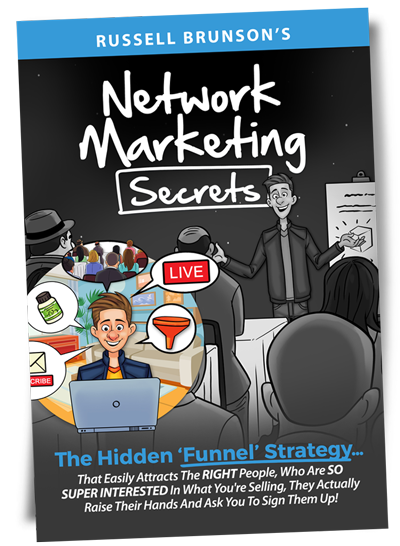 RUSSELL BRUNSON'S
Network
Marketing
Secrets
LIVE
CRIBE
The Hidden 'Funnel' Strategy...
That Easily Attracts The RIGHT People, Who Are SO
SUPER INTERESTED In What You're Selling, They Actually
Raise Their Hands And Ask You To Sign Them Up!